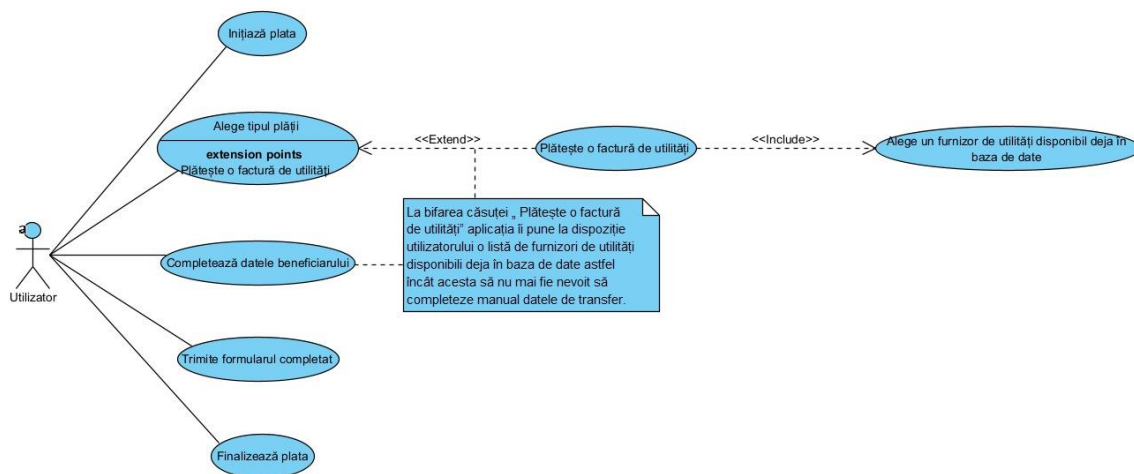 Inițiază plata
Alege tipul plății
extension points
Plătește o factură de utilități
<<Extend>>
Plătește o factură de utilități
<<Include>>
Alege un furnizor de utilități disponibil deja în
baza de date
La bifarea căsuței „ Plătește o factură
de utilități” aplicația îi pune la dispoziție
utilizatorului o listă de furnizori de utilități
disponibili deja în baza de date astfel
încât acesta să nu mai fie nevoit să
completeze manual datele de transfer.
a
Utilizator
Completează datele beneficiarului
Trimite formularul completat
Finalizează plata